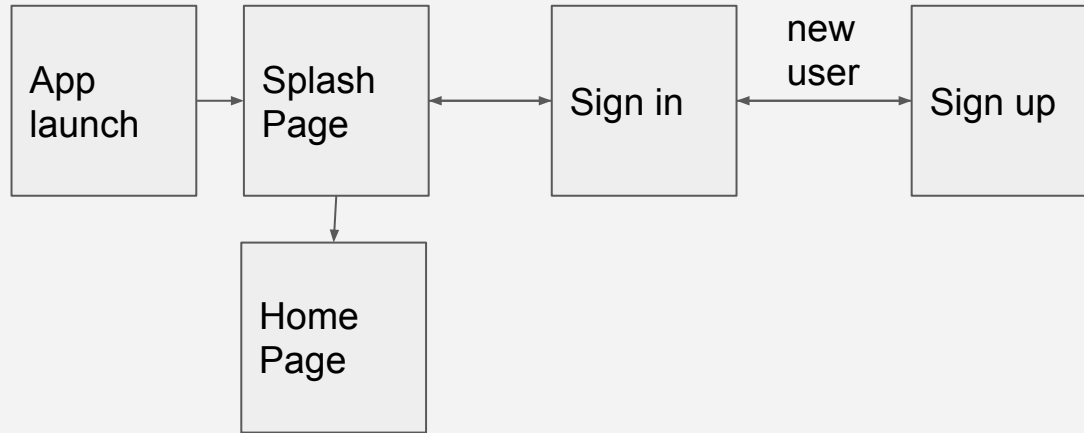 App
launch
Splash
Page
Sign in
new
user
Sign up
Home
Page